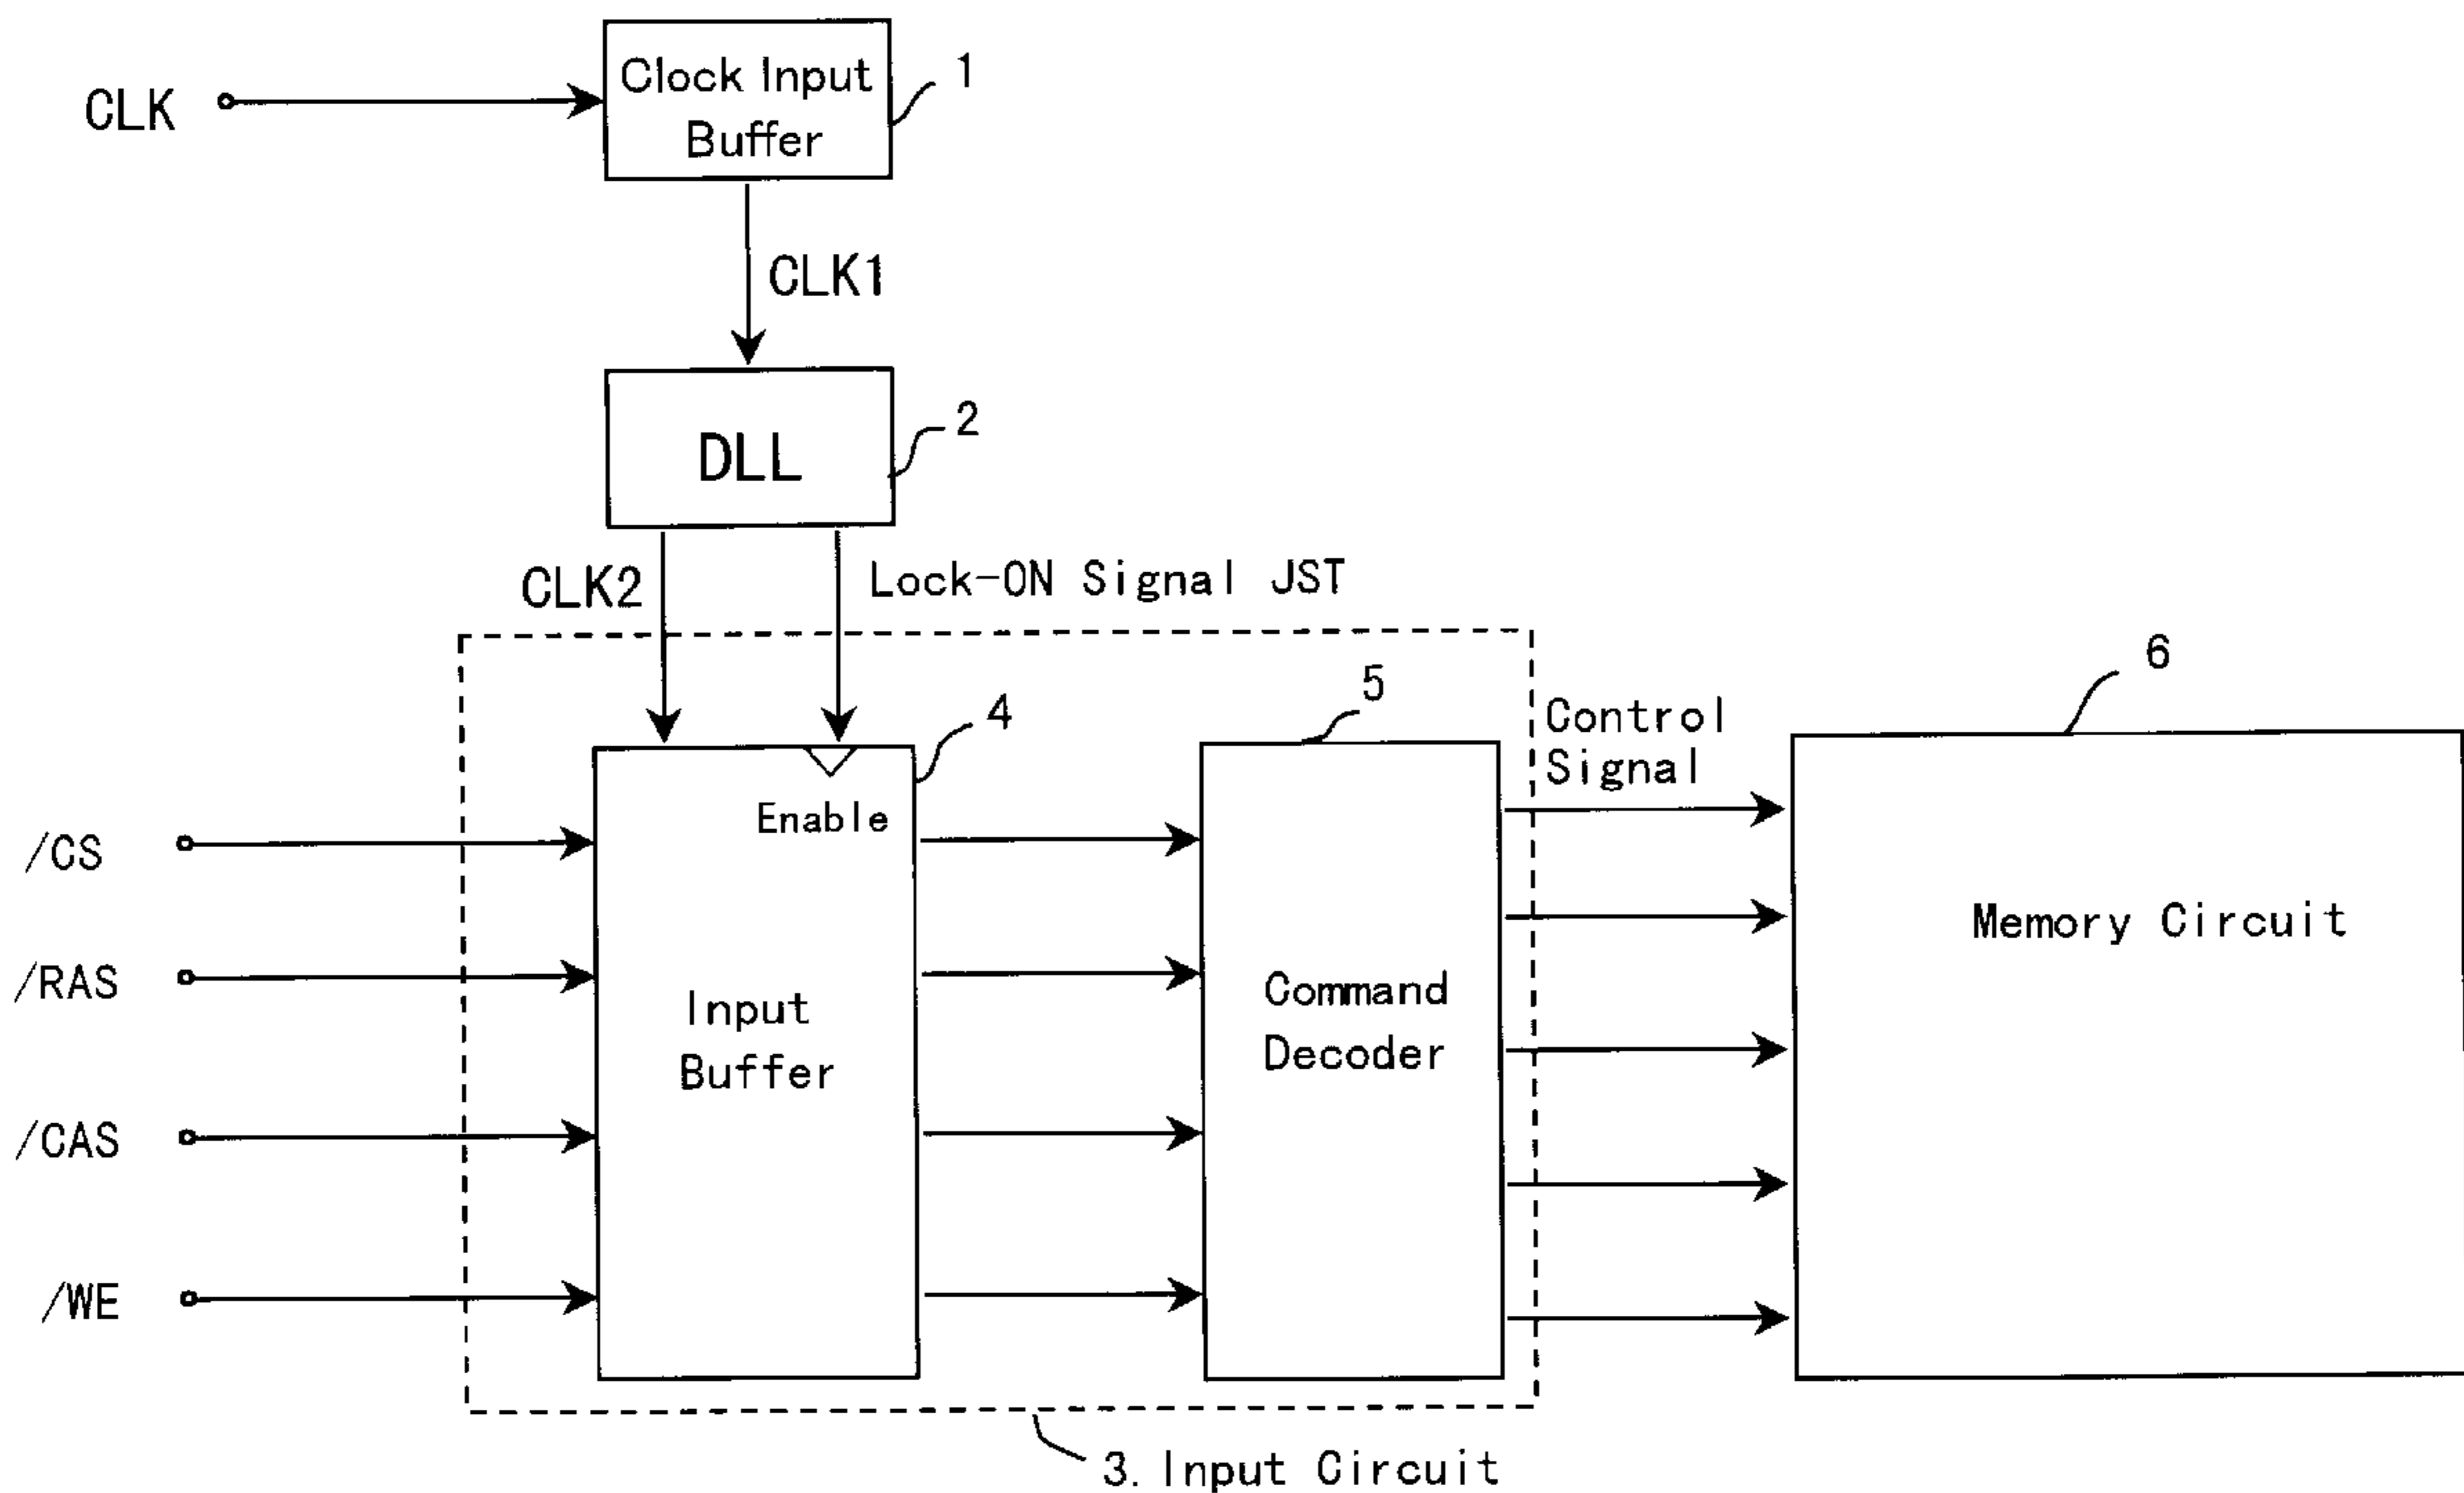 CLK
Clock Input
Buffer
1
CLK1
DLL
2
CLK2
Lock-ON Signal JST
4
5
Control
Signal
6
Enable
/CS
/RAS
/CAS
/WE
Input
Buffer
Command
Decoder
Memory Circuit
3. Input Circuit